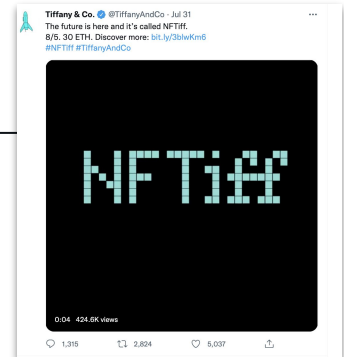 Tiffany & Co. @TiffanyAndCo · Jul 31
The future is here and it's called NFTiff.
8/5. 30 ETH. Discover more: bit.ly/3blwKm6
#NFTiff #TiffanyAndCo
NFTiff
0:04 424.6K views
1,315 2,824 5,037